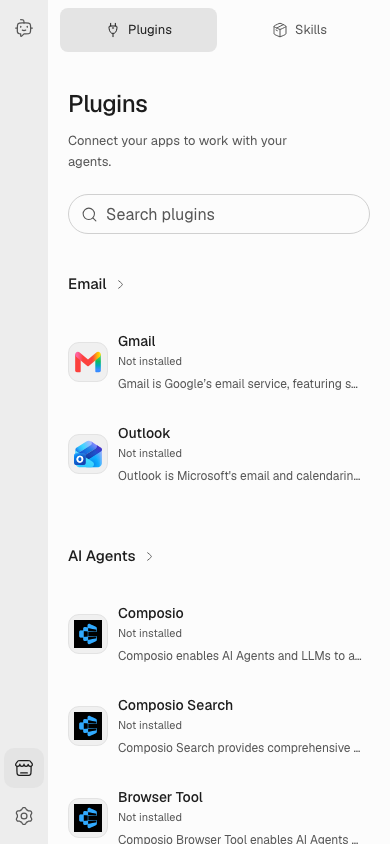 Plugins
Skills
Plugins
Connect your apps to work with your
agents.
Search plugins
Email
Gmail
Not installed
Gmail is Google's email service, featuring s...
Outlook
Not installed
Outlook is Microsoft's email and calendarin...
AI Agents
Composio
Not installed
Composio enables AI Agents and LLMs to a...
Composio Search
Not installed
Composio Search provides comprehensive ...
Browser Tool
Not installed
Composio Browser Tool enables AI Agents ...